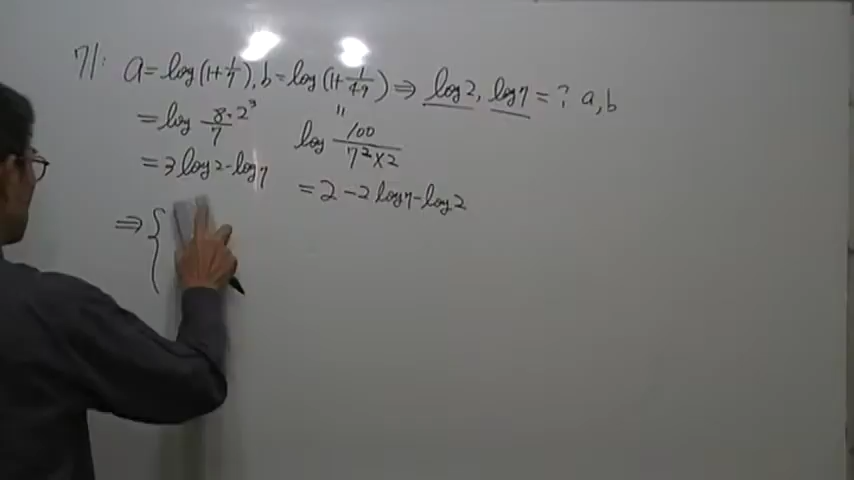 71. a=log(1+1/7), b=log(1+1/49) ⇒ log2, log7 = ? a,b
=log 8·2³/7
" log 100/7²×2
=3log2-log7 =2-2log7-log2
⇒ {